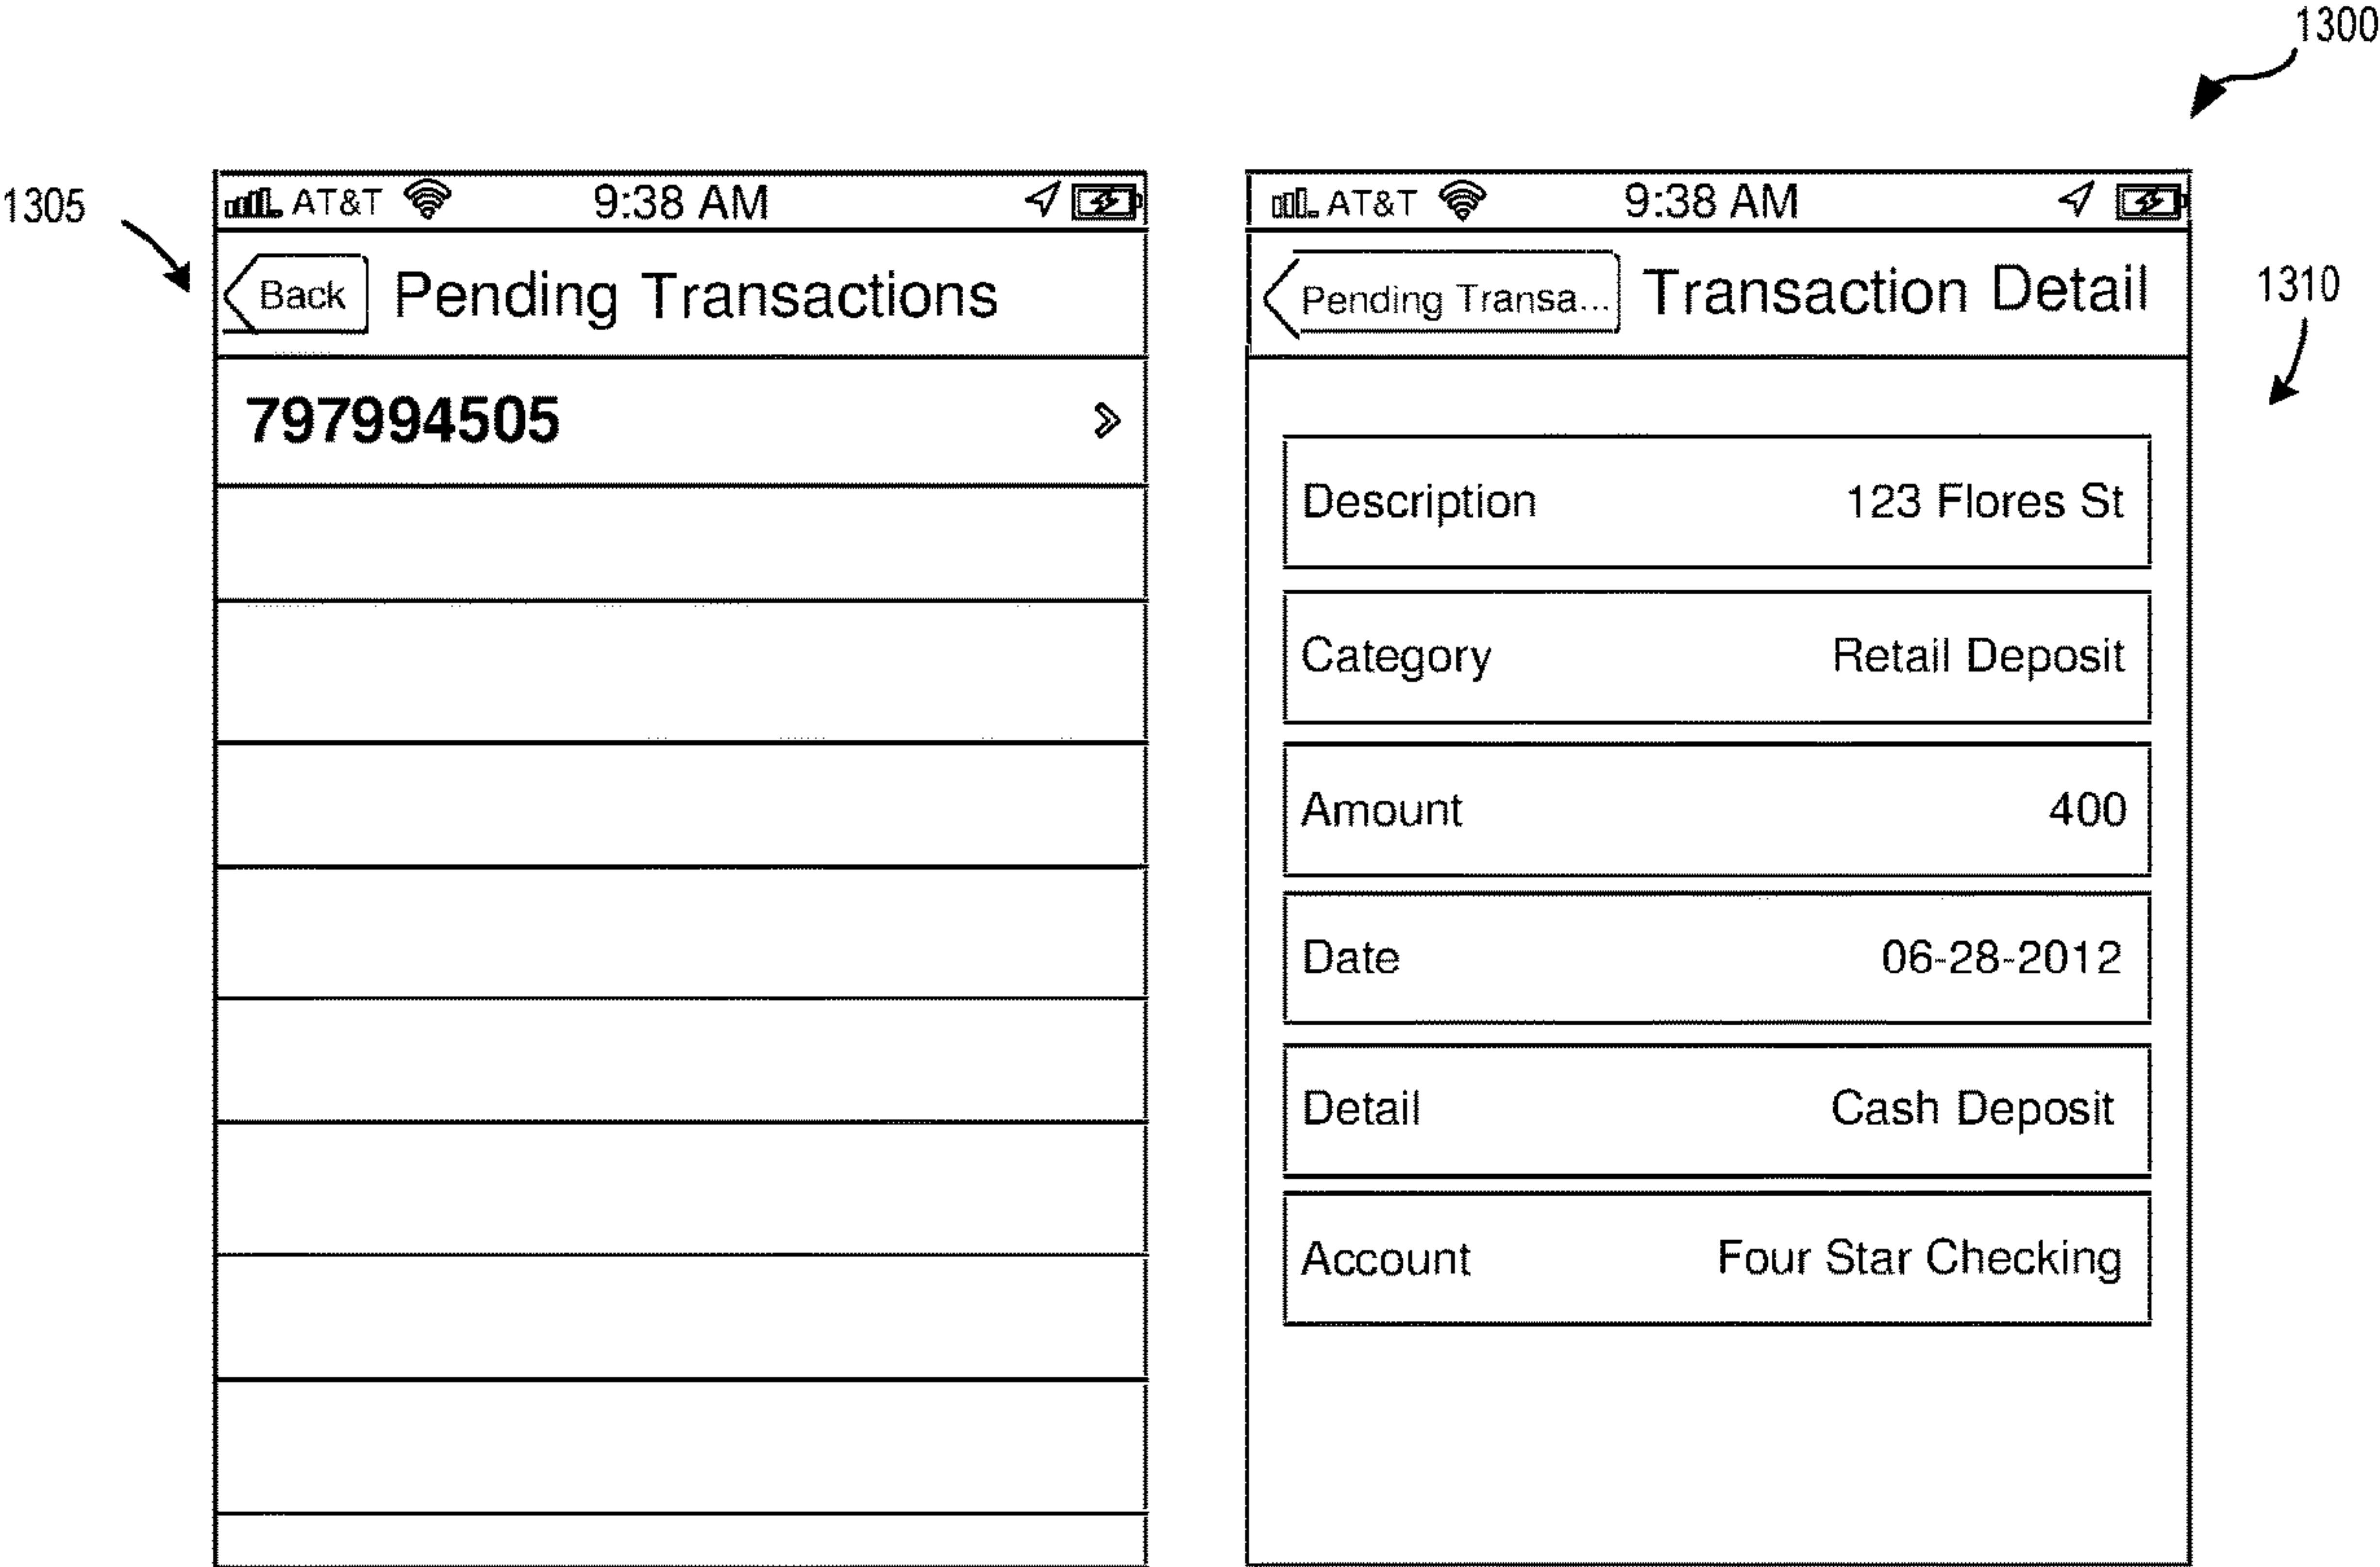 1300
1305
AT&T 9:38 AM
Back Pending Transactions
797994505
AT&T 9:38 AM
Pending Transa... Transaction Detail
1310
Description 123 Flores St
Category Retail Deposit
Amount 400
Date 06-28-2012
Detail Cash Deposit
Account Four Star Checking